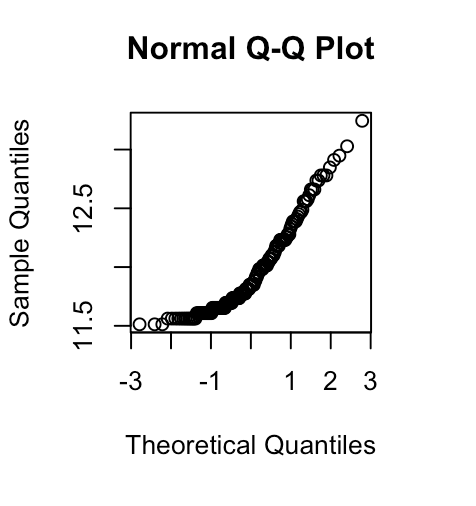 Normal Q-Q Plot
Sample Quantiles
12.5
11.5
-3 -1 1 2 3
Theoretical Quantiles